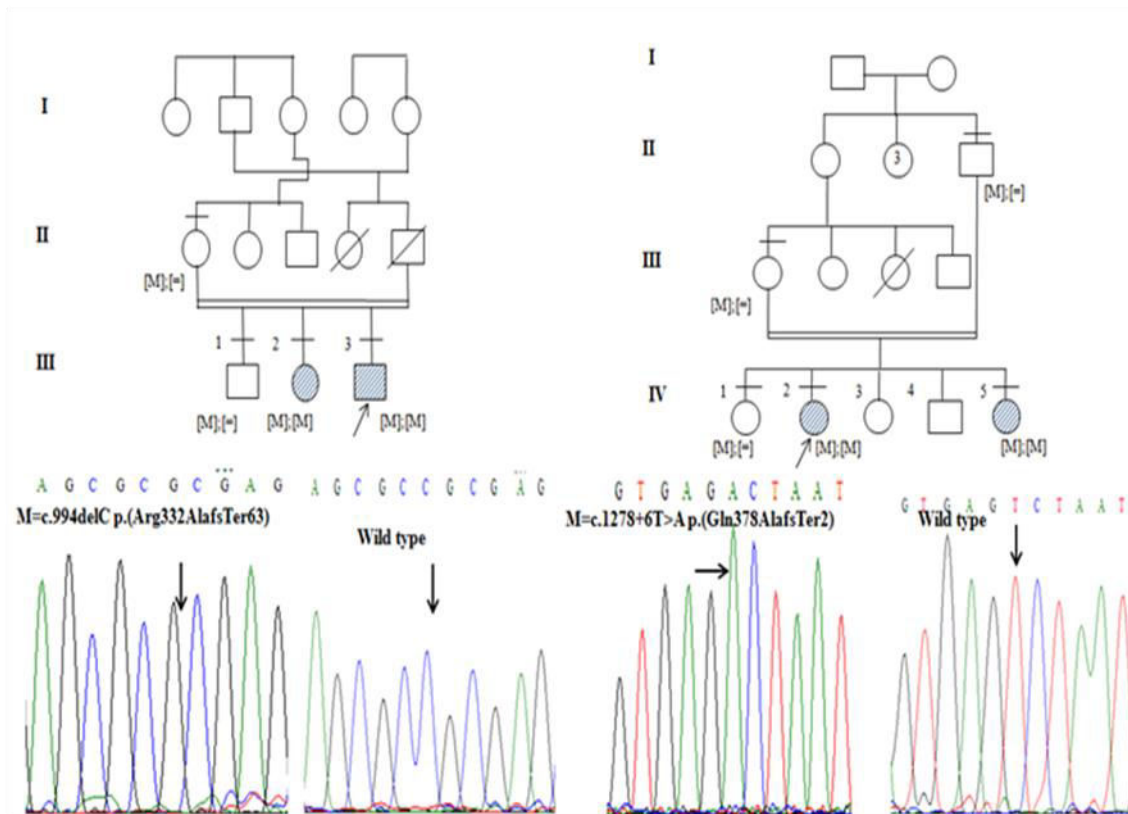 I
II
[M];[=]
1 2 3
III
[M];[=] [M];[M] [M];[M]
A G C G C G C G A G
M=c.994delC p.(Arg332AlafsTer63)
A G C G C C G C G A G
Wild type
I
II
3
[M];[=]
III
[M];[=]
1 2 3 4 5
IV
[M];[=] [M];[M] [M];[M]
G T G A G A C T A A T
M=c.1278+6T>A p.(Gln378AlafsTer2)
G T G A G T C T A A T
Wild type